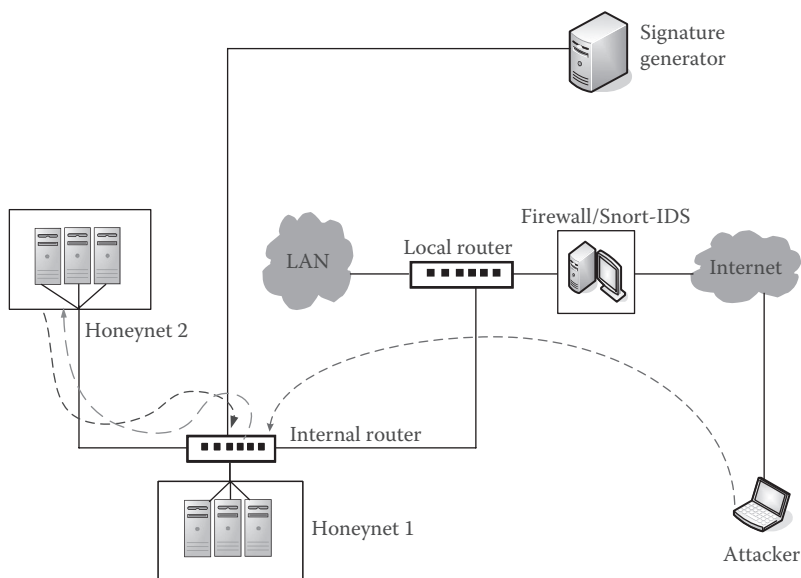 Signature
generator
Firewall/Snort-IDS
Local router
LAN
Internet
Honeynet 2
Internal router
Honeynet 1
Attacker